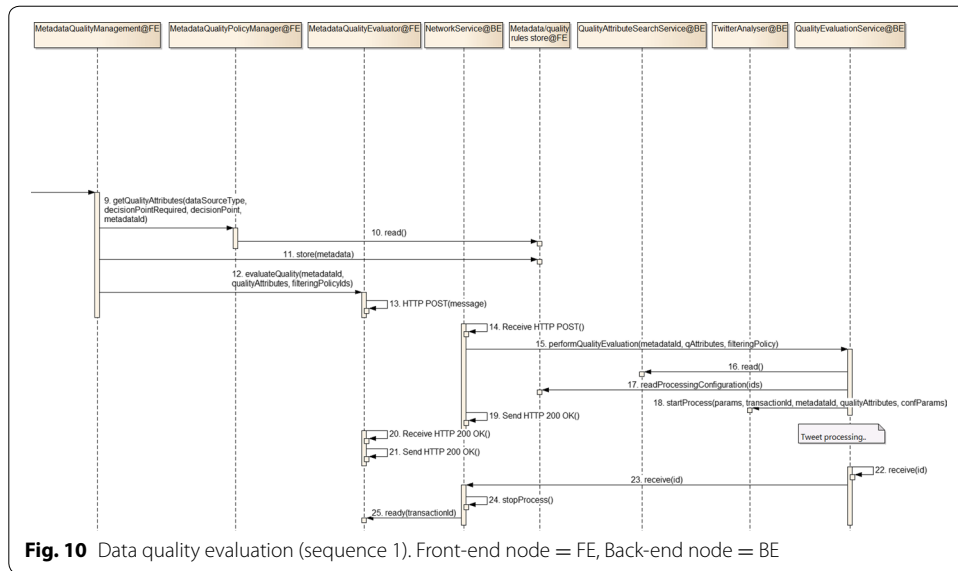 MetadataQualityManagement@FE
MetadataQualityPolicyManager@FE
MetadataQualityEvaluator@FE
NetworkService@BE
Metadata/quality
rules store@FE
QualityAttributeSearchService@BE
TwitterAnalyser@BE
QualityEvaluationService@BE
9. getQualityAttributes(dataSourceType,
decisionPointRequired, decisionPoint,
metadataId)
10. read()
11. store(metadata)
12. evaluateQuality(metadataId,
qualityAttributes, filteringPolicyIds)
13. HTTP POST(message)
14. Receive HTTP POST()
15. performQualityEvaluation(metadataId, qAttributes, filteringPolicy)
16. read()
17. readProcessingConfiguration(ids)
18. startProcess(params, transactionId, metadataId, qualityAttributes, confParams)
19. Send HTTP 200 OK()
20. Receive HTTP 200 OK()
Tweet processing..
21. Send HTTP 200 OK()
22. receive(id)
23. receive(id)
24. stopProcess()
25. ready(transactionId)
Fig. 10 Data quality evaluation (sequence 1). Front-end node = FE, Back-end node = BE